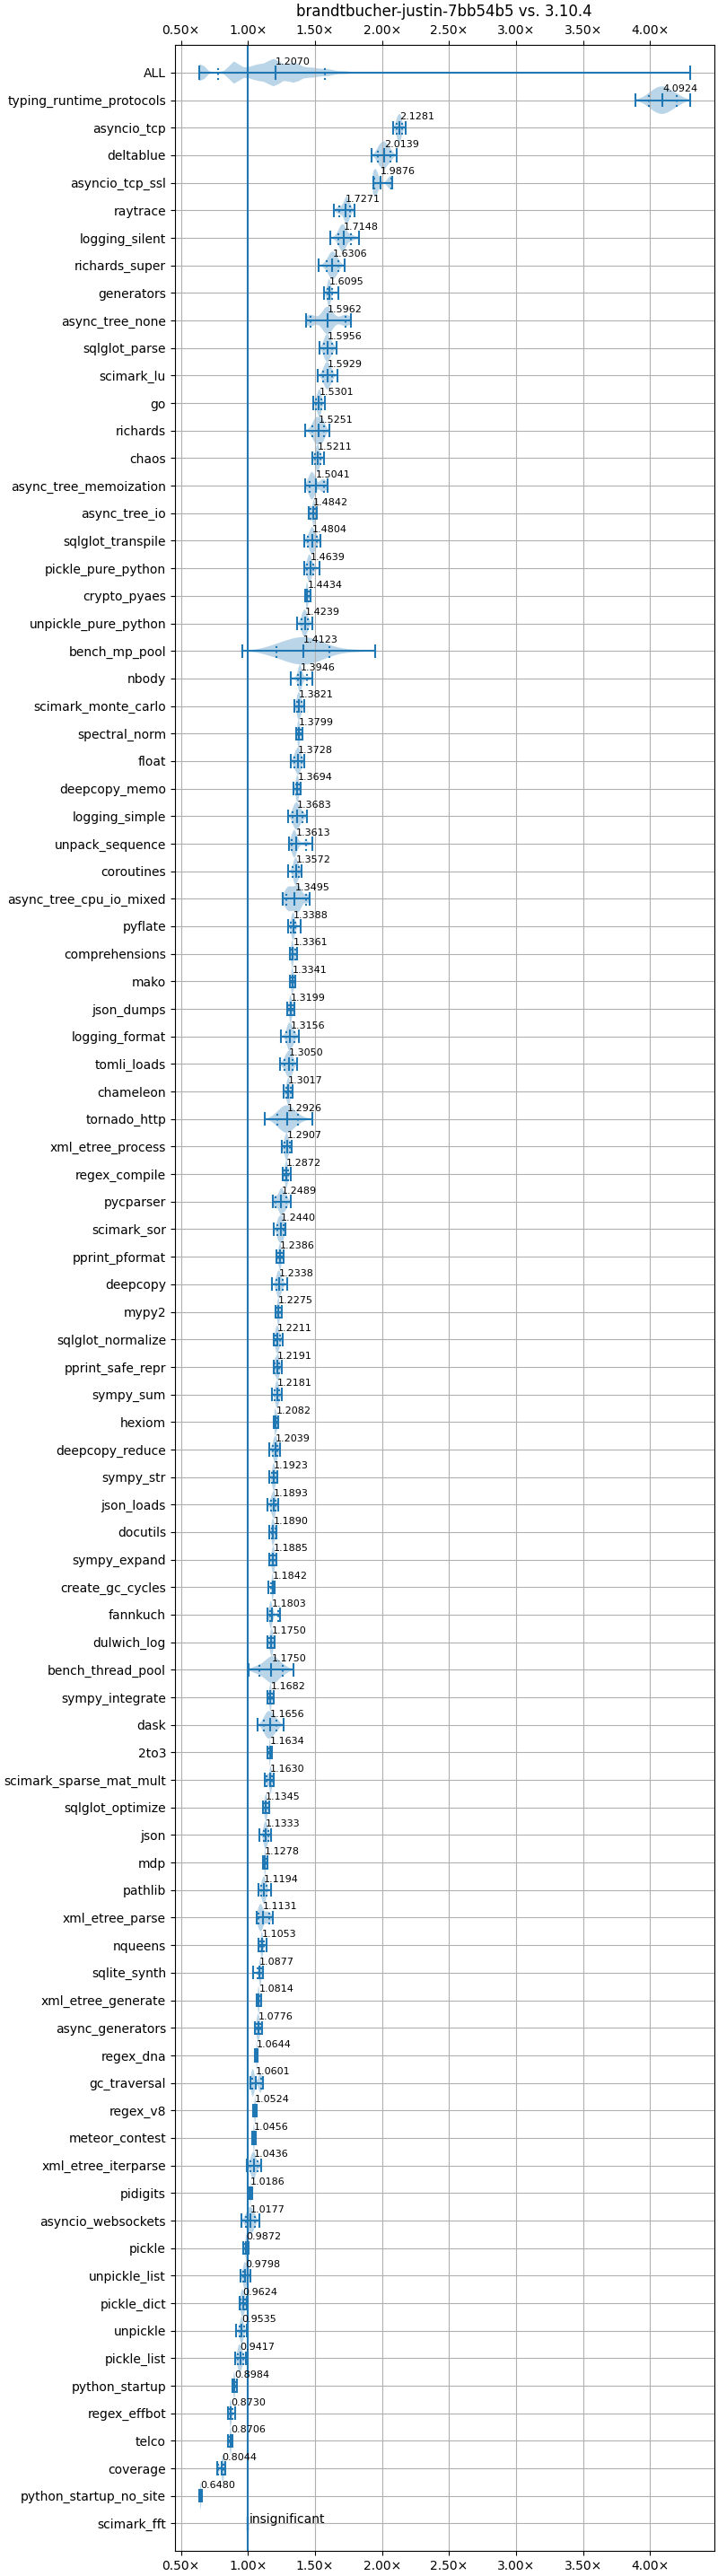 brandtbucher-justin-7bb54b5 vs. 3.10.4
0.50× 1.00× 1.50× 2.00× 2.50× 3.00× 3.50× 4.00×
ALL 1.2070
typing_runtime_protocols 4.0924
asyncio_tcp 2.1281
deltablue 2.0139
asyncio_tcp_ssl 1.9876
raytrace 1.7271
logging_silent 1.7148
richards_super 1.6306
generators 1.6095
async_tree_none 1.5962
sqlglot_parse 1.5956
scimark_lu 1.5929
go 1.5301
richards 1.5251
chaos 1.5211
async_tree_memoization 1.5041
async_tree_io 1.4842
sqlglot_transpile 1.4804
pickle_pure_python 1.4639
crypto_pyaes 1.4434
unpickle_pure_python 1.4239
bench_mp_pool 1.4123
nbody 1.3946
scimark_monte_carlo 1.3821
spectral_norm 1.3799
float 1.3728
deepcopy_memo 1.3694
logging_simple 1.3683
unpack_sequence 1.3613
coroutines 1.3572
async_tree_cpu_io_mixed 1.3495
pyflate 1.3388
comprehensions 1.3361
mako 1.3341
json_dumps 1.3199
logging_format 1.3156
tomli_loads 1.3050
chameleon 1.3017
tornado_http 1.2926
xml_etree_process 1.2907
regex_compile 1.2872
pycparser 1.2489
scimark_sor 1.2440
pprint_pformat 1.2386
deepcopy 1.2338
mypy2 1.2275
sqlglot_normalize 1.2211
pprint_safe_repr 1.2191
sympy_sum 1.2181
hexiom 1.2082
deepcopy_reduce 1.2039
sympy_str 1.1923
json_loads 1.1893
docutils 1.1890
sympy_expand 1.1885
create_gc_cycles 1.1842
fannkuch 1.1803
dulwich_log 1.1750
bench_thread_pool 1.1750
sympy_integrate 1.1682
dask 1.1656
2to3 1.1634
scimark_sparse_mat_mult 1.1630
sqlglot_optimize 1.1345
json 1.1333
mdp 1.1278
pathlib 1.1194
xml_etree_parse 1.1131
nqueens 1.1053
sqlite_synth 1.0877
xml_etree_generate 1.0814
async_generators 1.0776
regex_dna 1.0644
gc_traversal 1.0601
regex_v8 1.0524
meteor_contest 1.0456
xml_etree_iterparse 1.0436
pidigits 1.0186
asyncio_websockets 1.0177
pickle 0.9872
unpickle_list 0.9798
pickle_dict 0.9624
unpickle 0.9535
pickle_list 0.9417
python_startup 0.8984
regex_effbot 0.8730
telco 0.8706
coverage 0.8044
python_startup_no_site 0.6480
scimark_fft insignificant
0.50× 1.00× 1.50× 2.00× 2.50× 3.00× 3.50× 4.00×